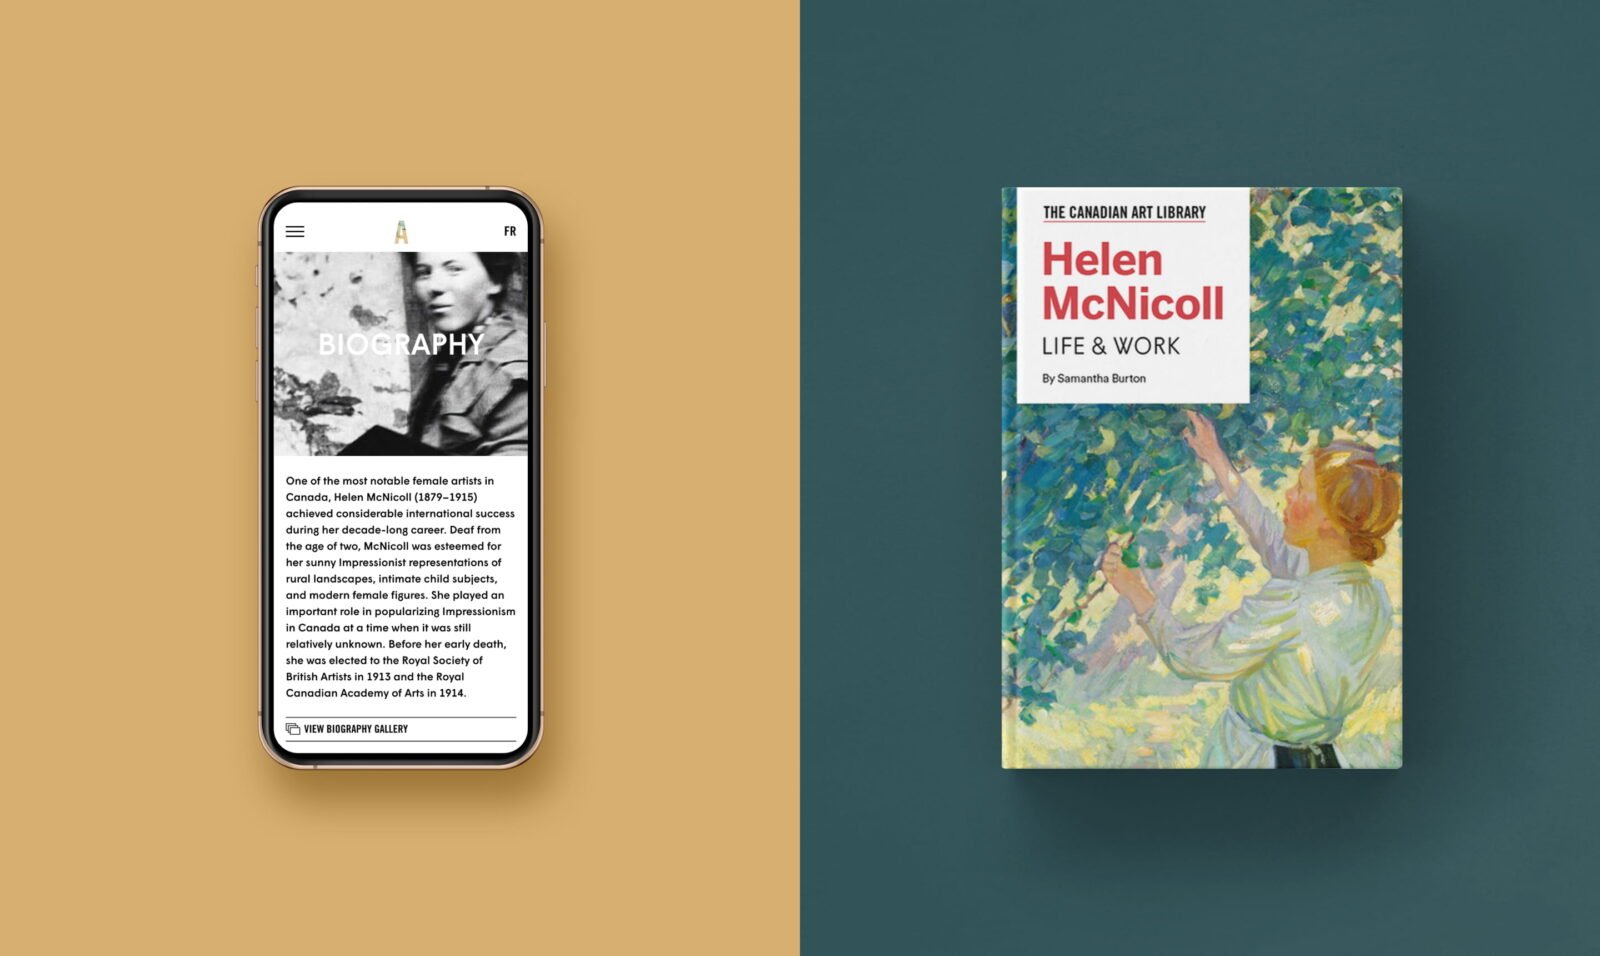 FR
BIOGRAPHY
One of the most notable female artists in
Canada, Helen McNicoll (1879–1915)
achieved considerable international success
during her decade-long career. Deaf from
the age of two, McNicoll was esteemed for
her sunny Impressionist representations of
rural landscapes, intimate child subjects,
and modern female figures. She played an
important role in popularizing Impressionism
in Canada at a time when it was still
relatively unknown. Before her early death,
she was elected to the Royal Society of
British Artists in 1913 and the Royal
Canadian Academy of Arts in 1914.
VIEW BIOGRAPHY GALLERY
THE CANADIAN ART LIBRARY
Helen
McNicoll
LIFE & WORK
By Samantha Burton